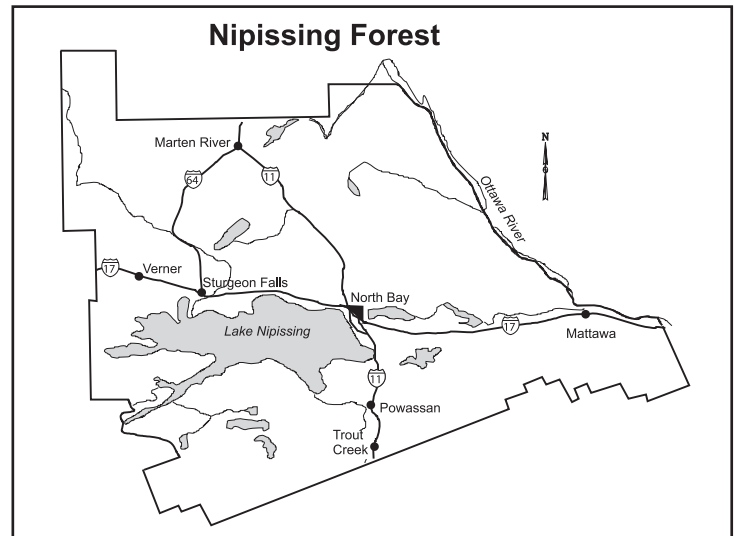 Nipissing Forest
Marten River
N
64
11
Ottawa River
17
Verner
Sturgeon Falls
North Bay
Lake Nipissing
17
Mattawa
11
Powassan
Trout
Creek